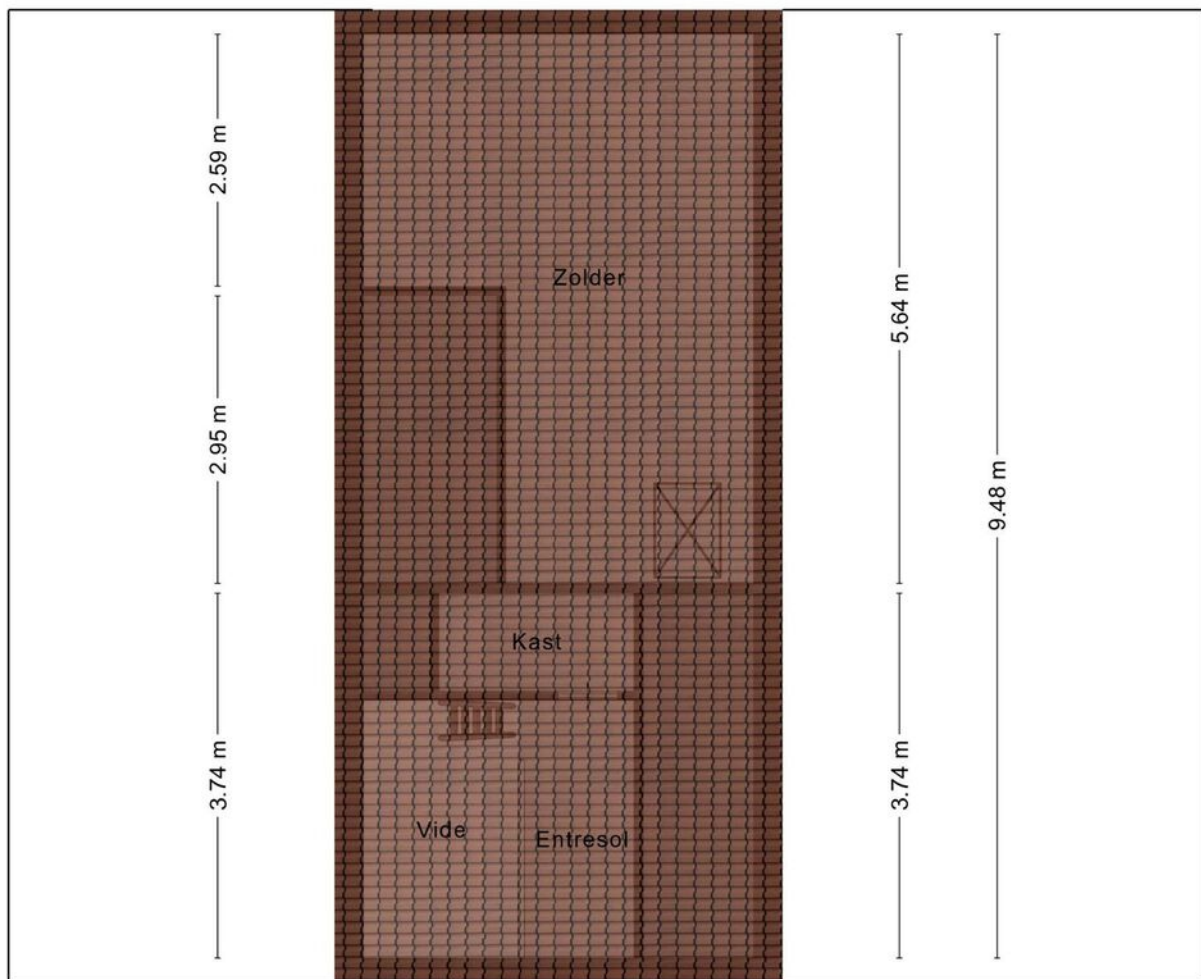 2.59 m
Zolder
5.64 m
2.95 m
9.48 m
Kast
3.74 m
3.74 m
Vide
Entresol